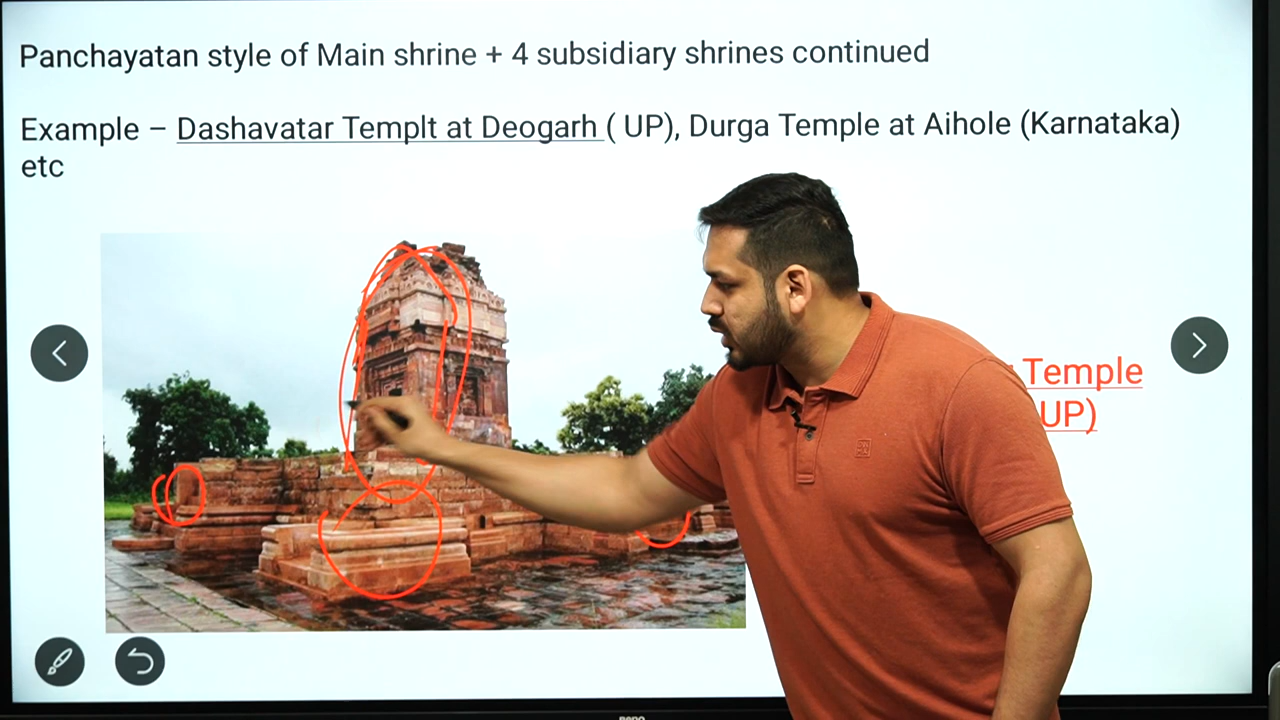 Panchayatan style of Main shrine + 4 subsidiary shrines continued
Example – Dashavatar Templt at Deogarh ( UP), Durga Temple at Aihole (Karnataka)
etc
Temple
UP)